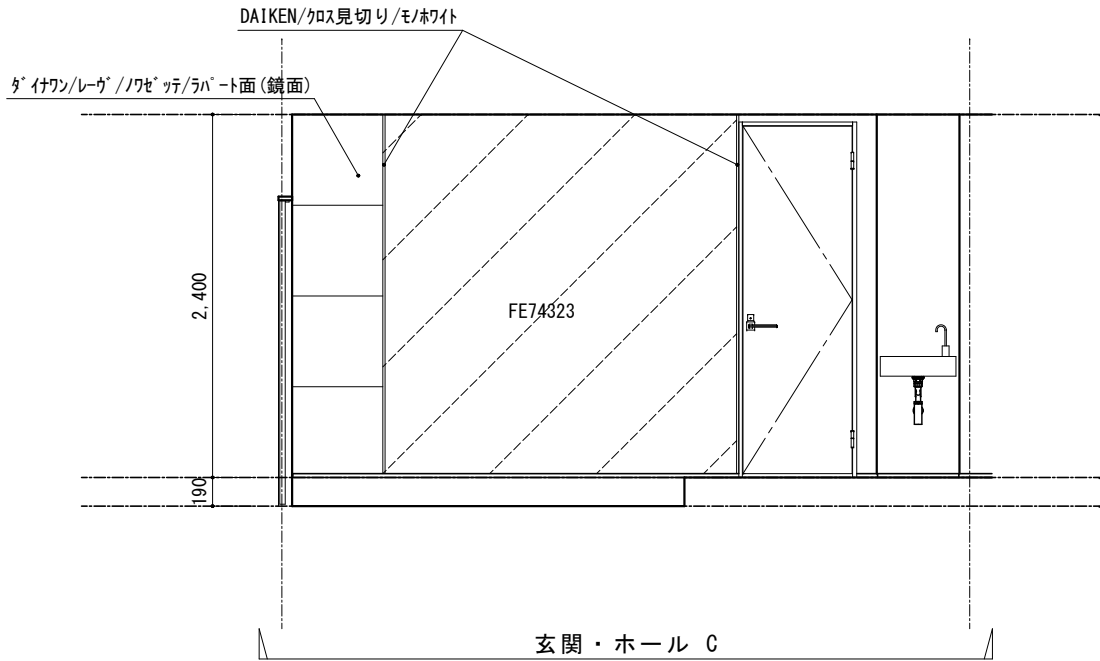 DAIKEN/ｸﾛｽ見切り/ﾓﾉﾎﾜｲﾄ
ﾀﾞｲﾅﾜﾝ/ﾚｰｳﾞ/ﾉﾜｾﾞｯﾃ/ﾗﾊﾟｰﾄ面(鏡面)
2,400
FE74323
190
玄関・ホール C